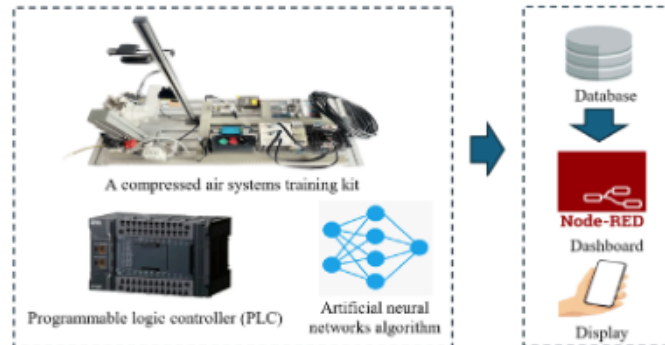 A compressed air systems training kit
Programmable logic controller (PLC)
Artificial neural
networks algorithm
Database
Node-RED
Dashboard
Display